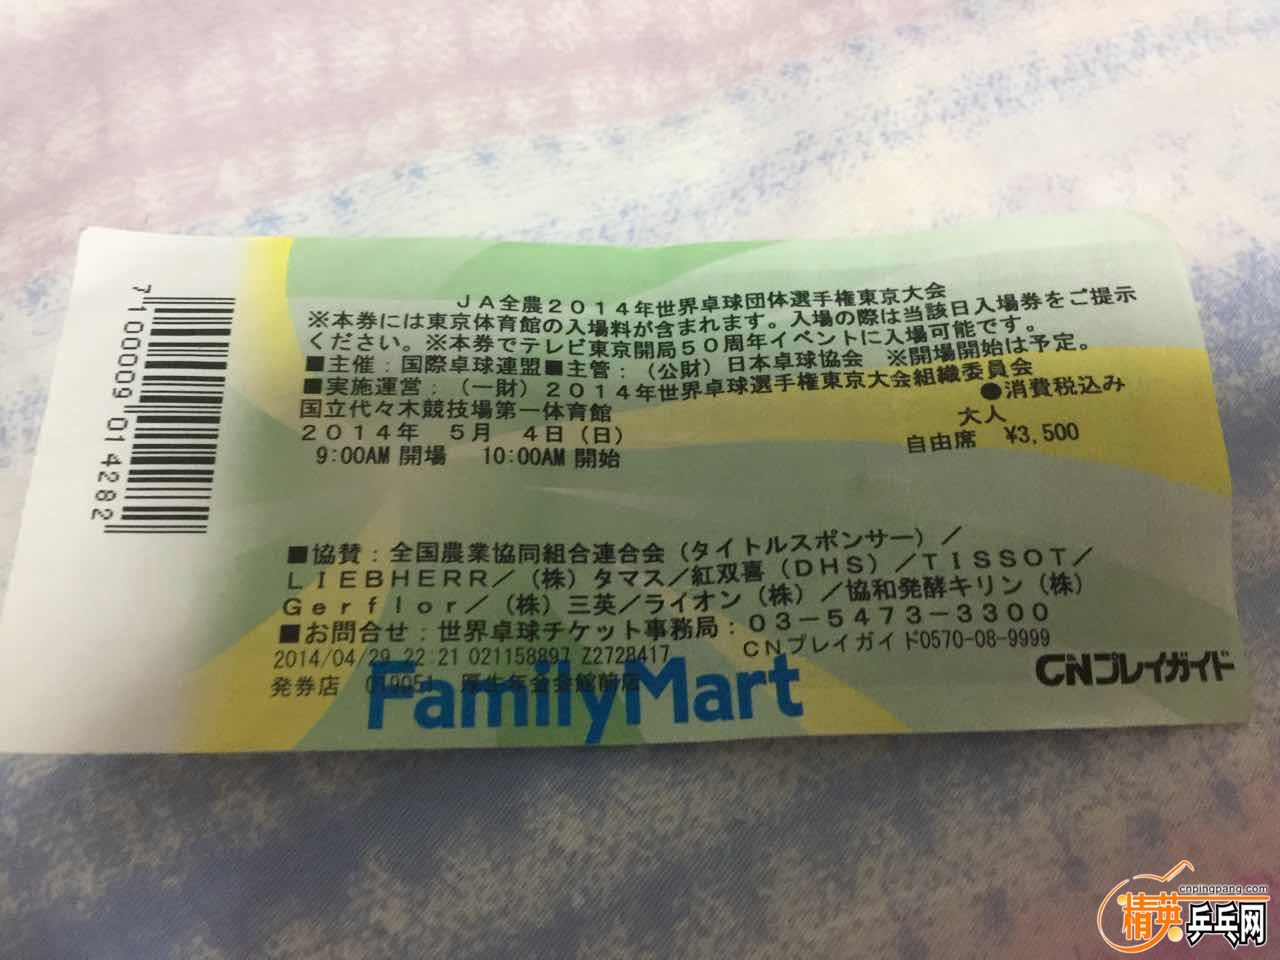 ＪＡ全農２０１４年世界卓球団体選手権東京大会
※本券には東京体育館の入場料が含まれます。入場の際は当該日入場券をご提示
ください。※本券でテレビ東京開局５０周年イベントに入場可能です。
■主催：国際卓球連盟■主管：（公財）日本卓球協会　※開場開始は予定。
■実施運営：（一財）２０１４年世界卓球選手権東京大会組織委員会
国立代々木競技場第一体育館　●消費税込み
２０１４年　５月　４日（日）　大人
9:00AM 開場　10:00AM 開始　自由席　¥3,500
■協賛：全国農業協同組合連合会（タイトルスポンサー）／
ＬＩＥＢＨＥＲＲ／（株）タマス／紅双喜（ＤＨＳ）／ＴＩＳＳＯＴ／
Ｇｅｒｆｌｏｒ／（株）三英／ライオン（株）／協和発酵キリン（株）
■お問合せ：世界卓球チケット事務局：０３－５４７３－３３００
2014/04/29 22:21 021158897 Z2728417　ＣＮプレイガイド0570-08-9999
発券店　厚生年金会館前店
FamilyMart
CNプレイガイド
7100009014282
cnpingpang.com
精英乒乓网